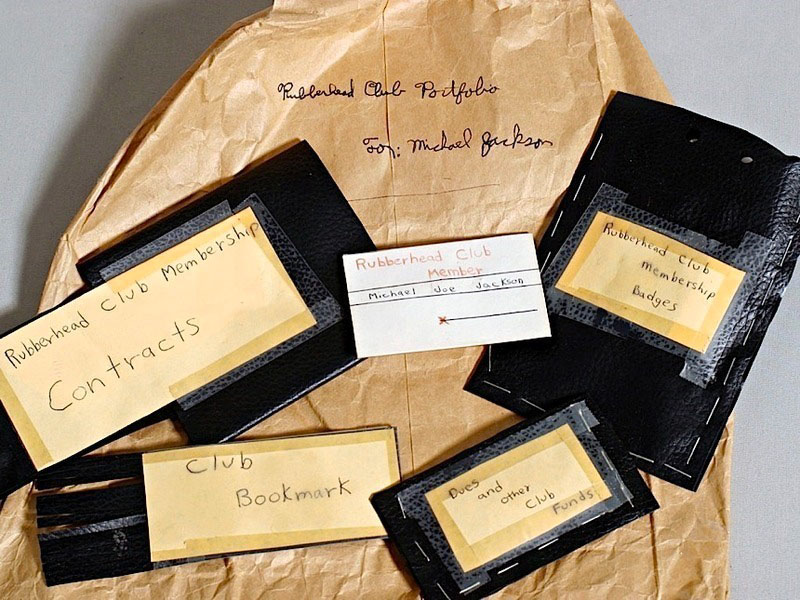 Rubberhead Club Portfolio
For: Michael Jackson
Rubberhead Club Membership
Contracts
Rubberhead Club
Member
Michael Joe Jackson
x
Rubberhead Club
Membership
Badges
Club
Bookmark
Dues
and other
Club
Funds